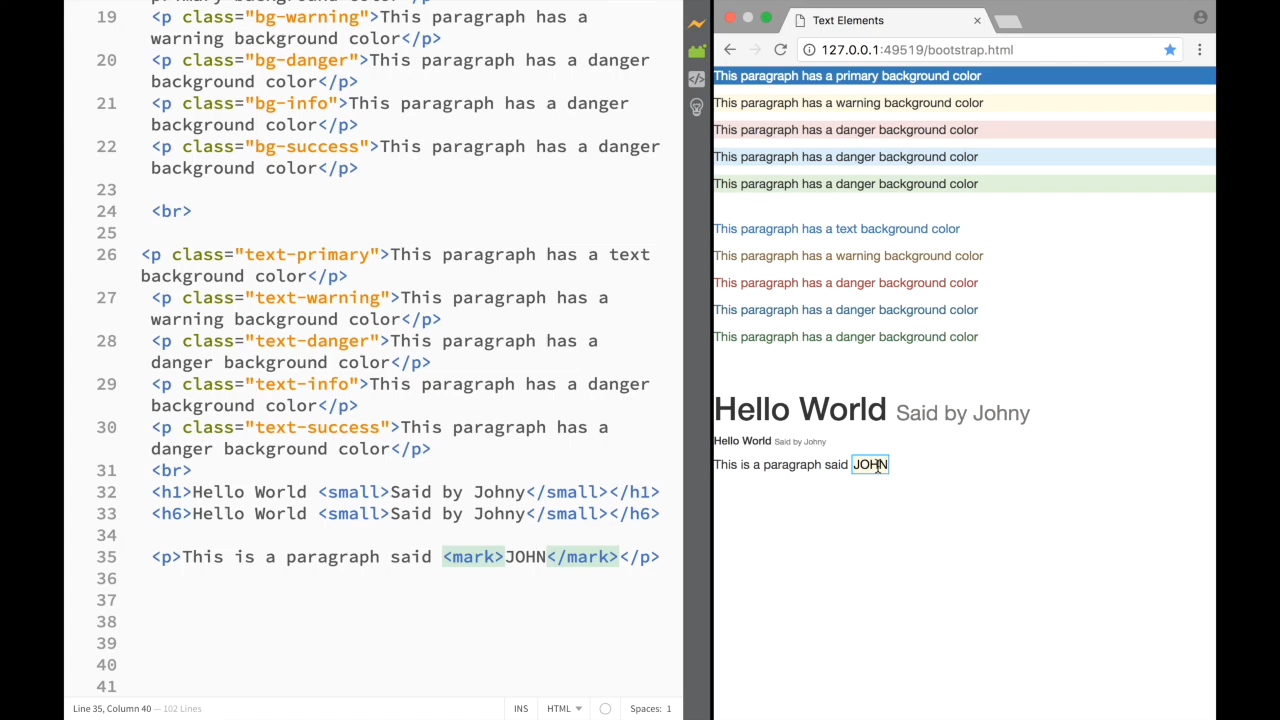 primary background color</p>
19 <p class="bg-warning">This paragraph has a
warning background color</p>
20 <p class="bg-danger">This paragraph has a danger
background color</p>
21 <p class="bg-info">This paragraph has a danger
background color</p>
22 <p class="bg-success">This paragraph has a danger
background color</p>
23
24 <br>
25
26 <p class="text-primary">This paragraph has a text
background color</p>
27 <p class="text-warning">This paragraph has a
warning background color</p>
28 <p class="text-danger">This paragraph has a
danger background color</p>
29 <p class="text-info">This paragraph has a danger
background color</p>
30 <p class="text-success">This paragraph has a
danger background color</p>
31 <br>
32 <h1>Hello World <small>Said by Johny</small></h1>
33 <h6>Hello World <small>Said by Johny</small></h6>
34
35 <p>This is a paragraph said <mark>JOHN</mark></p>
36
37
38
39
40
41
Line 35, Column 40 — 102 Lines
INS
HTML
Spaces: 1
Text Elements
127.0.0.1:49519/bootstrap.html
This paragraph has a primary background color
This paragraph has a warning background color
This paragraph has a danger background color
This paragraph has a danger background color
This paragraph has a danger background color
This paragraph has a text background color
This paragraph has a warning background color
This paragraph has a danger background color
This paragraph has a danger background color
This paragraph has a danger background color
Hello World Said by Johny
Hello World Said by Johny
This is a paragraph said JOHN